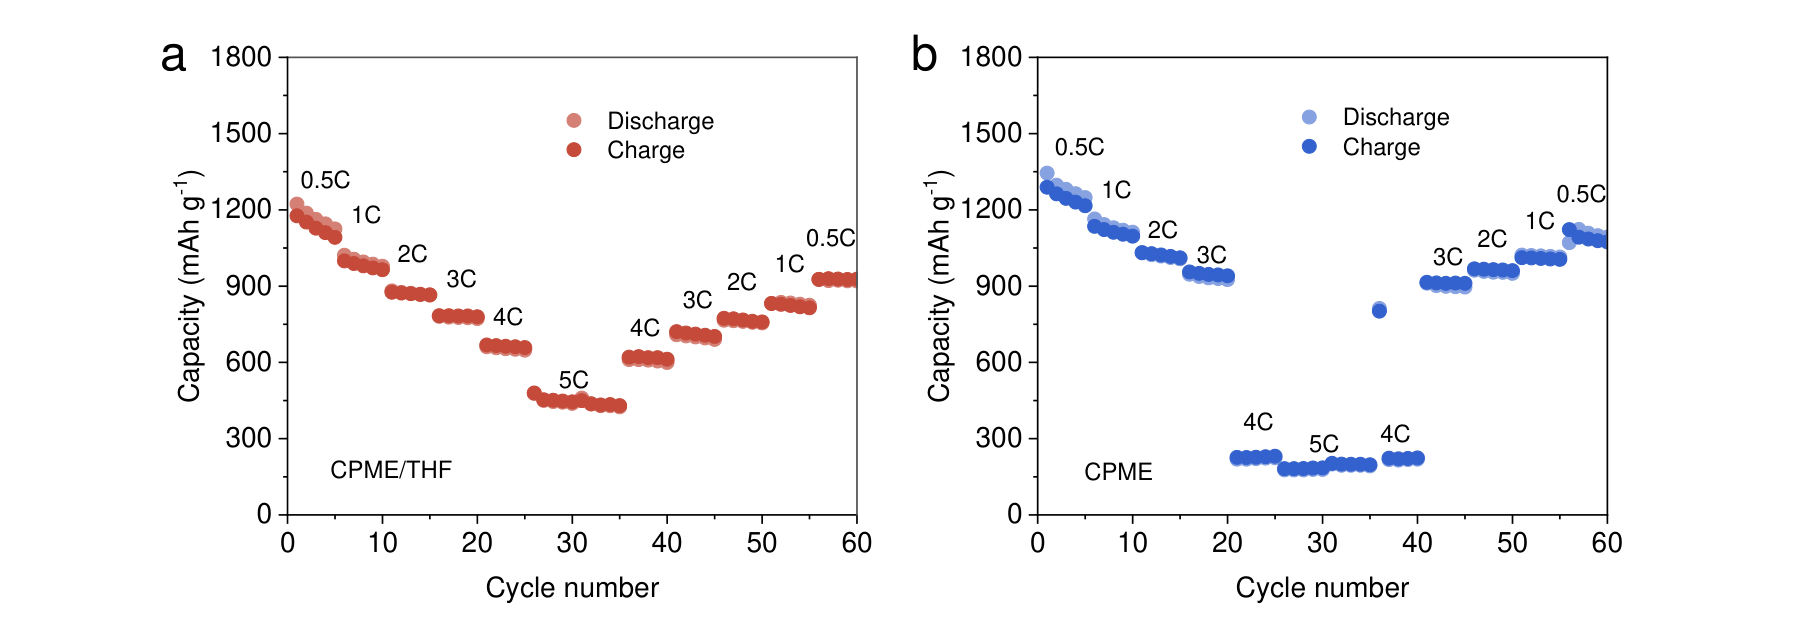 a
1800
1500
1200
900
600
300
0
Capacity (mAh g⁻¹)
Discharge
Charge
0.5C
1C
2C
3C
4C
5C
4C
3C
2C
1C
0.5C
CPME/THF
0 10 20 30 40 50 60
Cycle number
b
1800
1500
1200
900
600
300
0
Capacity (mAh g⁻¹)
Discharge
Charge
0.5C
1C
2C
3C
4C
5C
4C
3C
2C
1C
0.5C
CPME
0 10 20 30 40 50 60
Cycle number